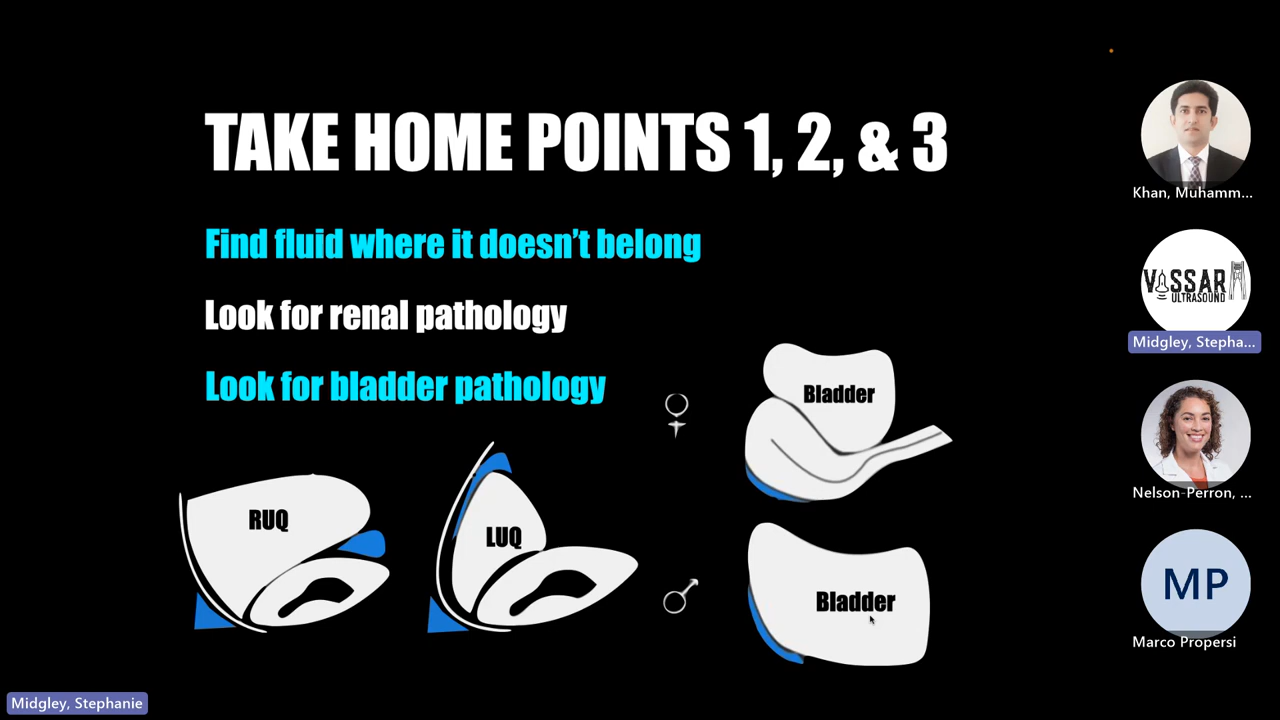 TAKE HOME POINTS 1, 2, & 3
Find fluid where it doesn't belong
Look for renal pathology
Look for bladder pathology
Bladder
RUQ
LUQ
Bladder
Khan, Muhamm...
VASSAR
ULTRASOUND
Midgley, Stepha...
Nelson-Perron, ...
MP
Marco Propersi
Midgley, Stephanie